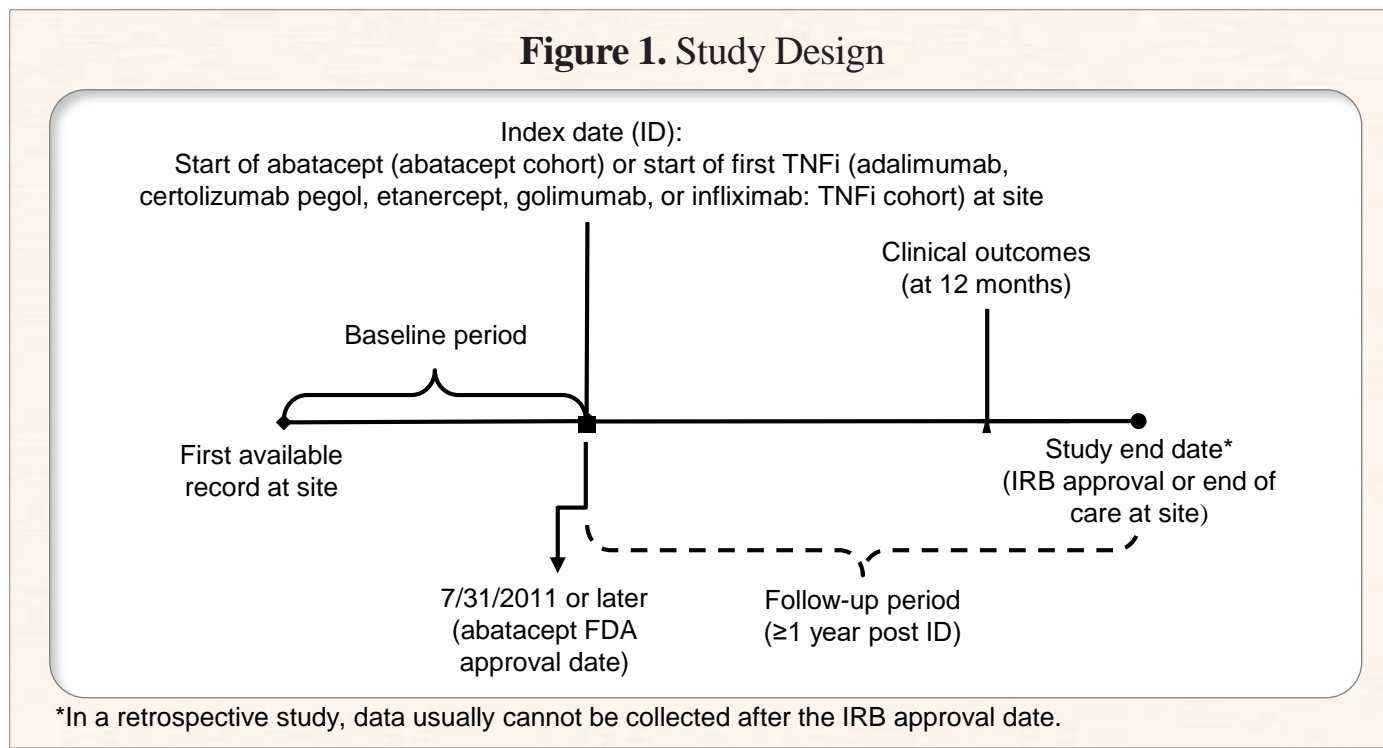 Figure 1. Study Design
Index date (ID):
Start of abatacept (abatacept cohort) or start of first TNFi (adalimumab,
certolizumab pegol, etanercept, golimumab, or infliximab: TNFi cohort) at site
Clinical outcomes
(at 12 months)
Baseline period
First available
record at site
Study end date*
(IRB approval or end of
care at site)
7/31/2011 or later
(abatacept FDA
approval date)
Follow-up period
(≥1 year post ID)
*In a retrospective study, data usually cannot be collected after the IRB approval date.